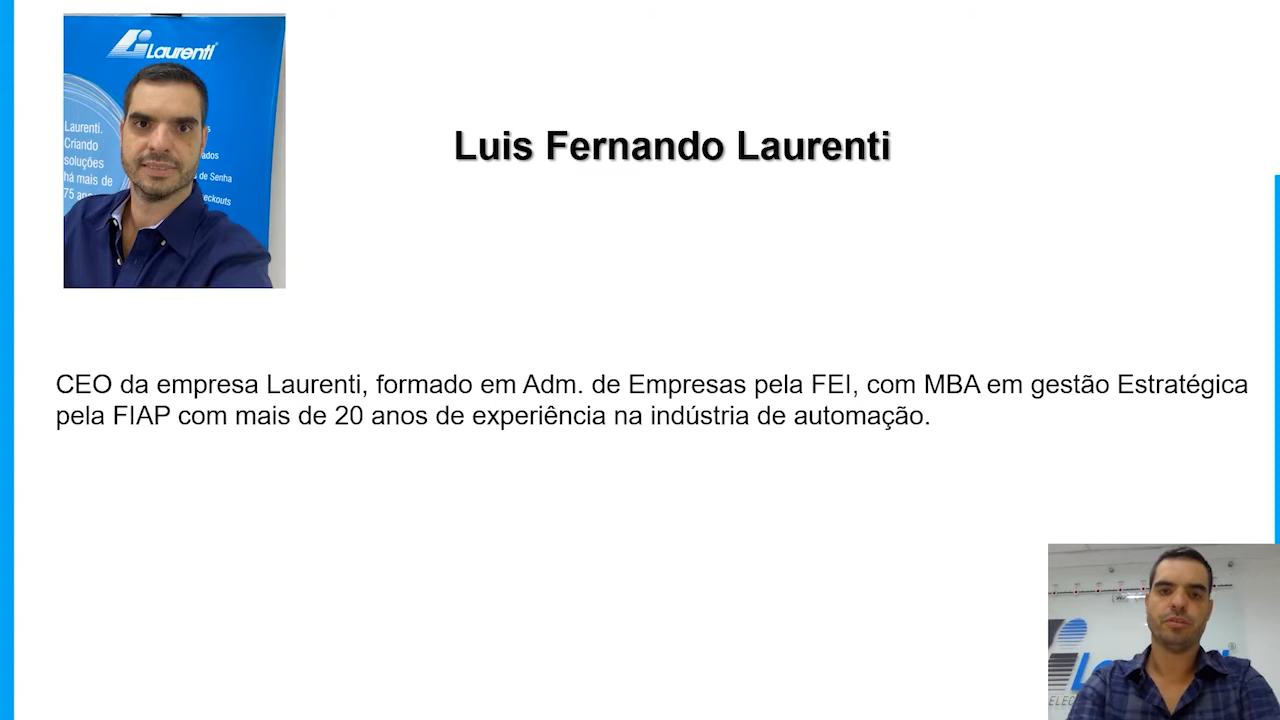 Laurenti
Laurenti.
Criando
soluções
há mais de
75
de Senha
Luis Fernando Laurenti
CEO da empresa Laurenti, formado em Adm. de Empresas pela FEI, com MBA em gestão Estratégica
pela FIAP com mais de 20 anos de experiência na indústria de automação.